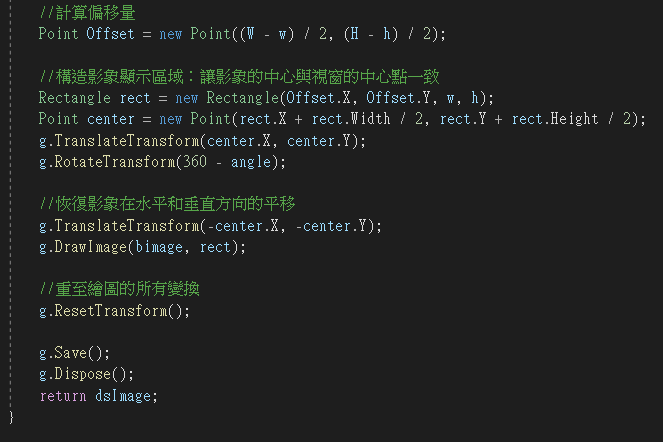 //計算偏移量
Point Offset = new Point((W - w) / 2, (H - h) / 2);
//構造影象顯示區域：讓影象的中心與視窗的中心點一致
Rectangle rect = new Rectangle(Offset.X, Offset.Y, w, h);
Point center = new Point(rect.X + rect.Width / 2, rect.Y + rect.Height / 2);
g.TranslateTransform(center.X, center.Y);
g.RotateTransform(360 - angle);
//恢復影象在水平和垂直方向的平移
g.TranslateTransform(-center.X, -center.Y);
g.DrawImage(bimage, rect);
//重至繪圖的所有變換
g.ResetTransform();
g.Save();
g.Dispose();
return dsImage;
}